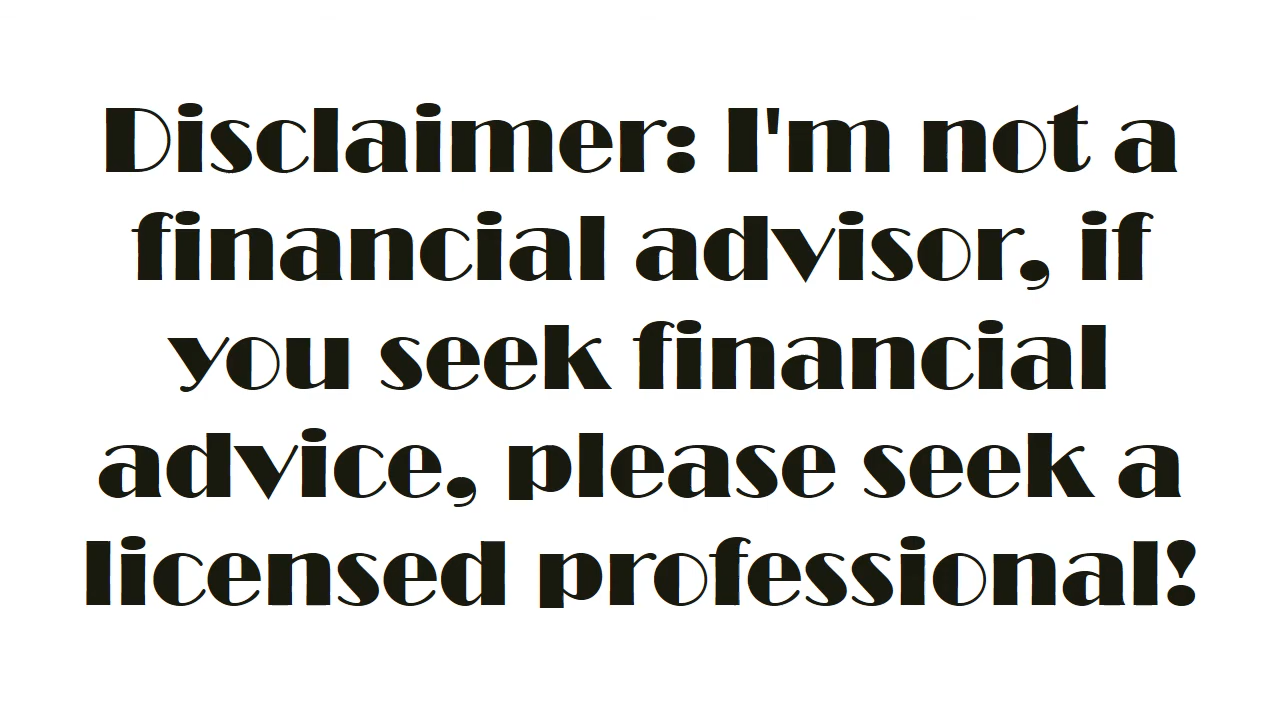 Disclaimer: I'm not a
financial advisor, if
you seek financial
advice, please seek a
licensed professional!